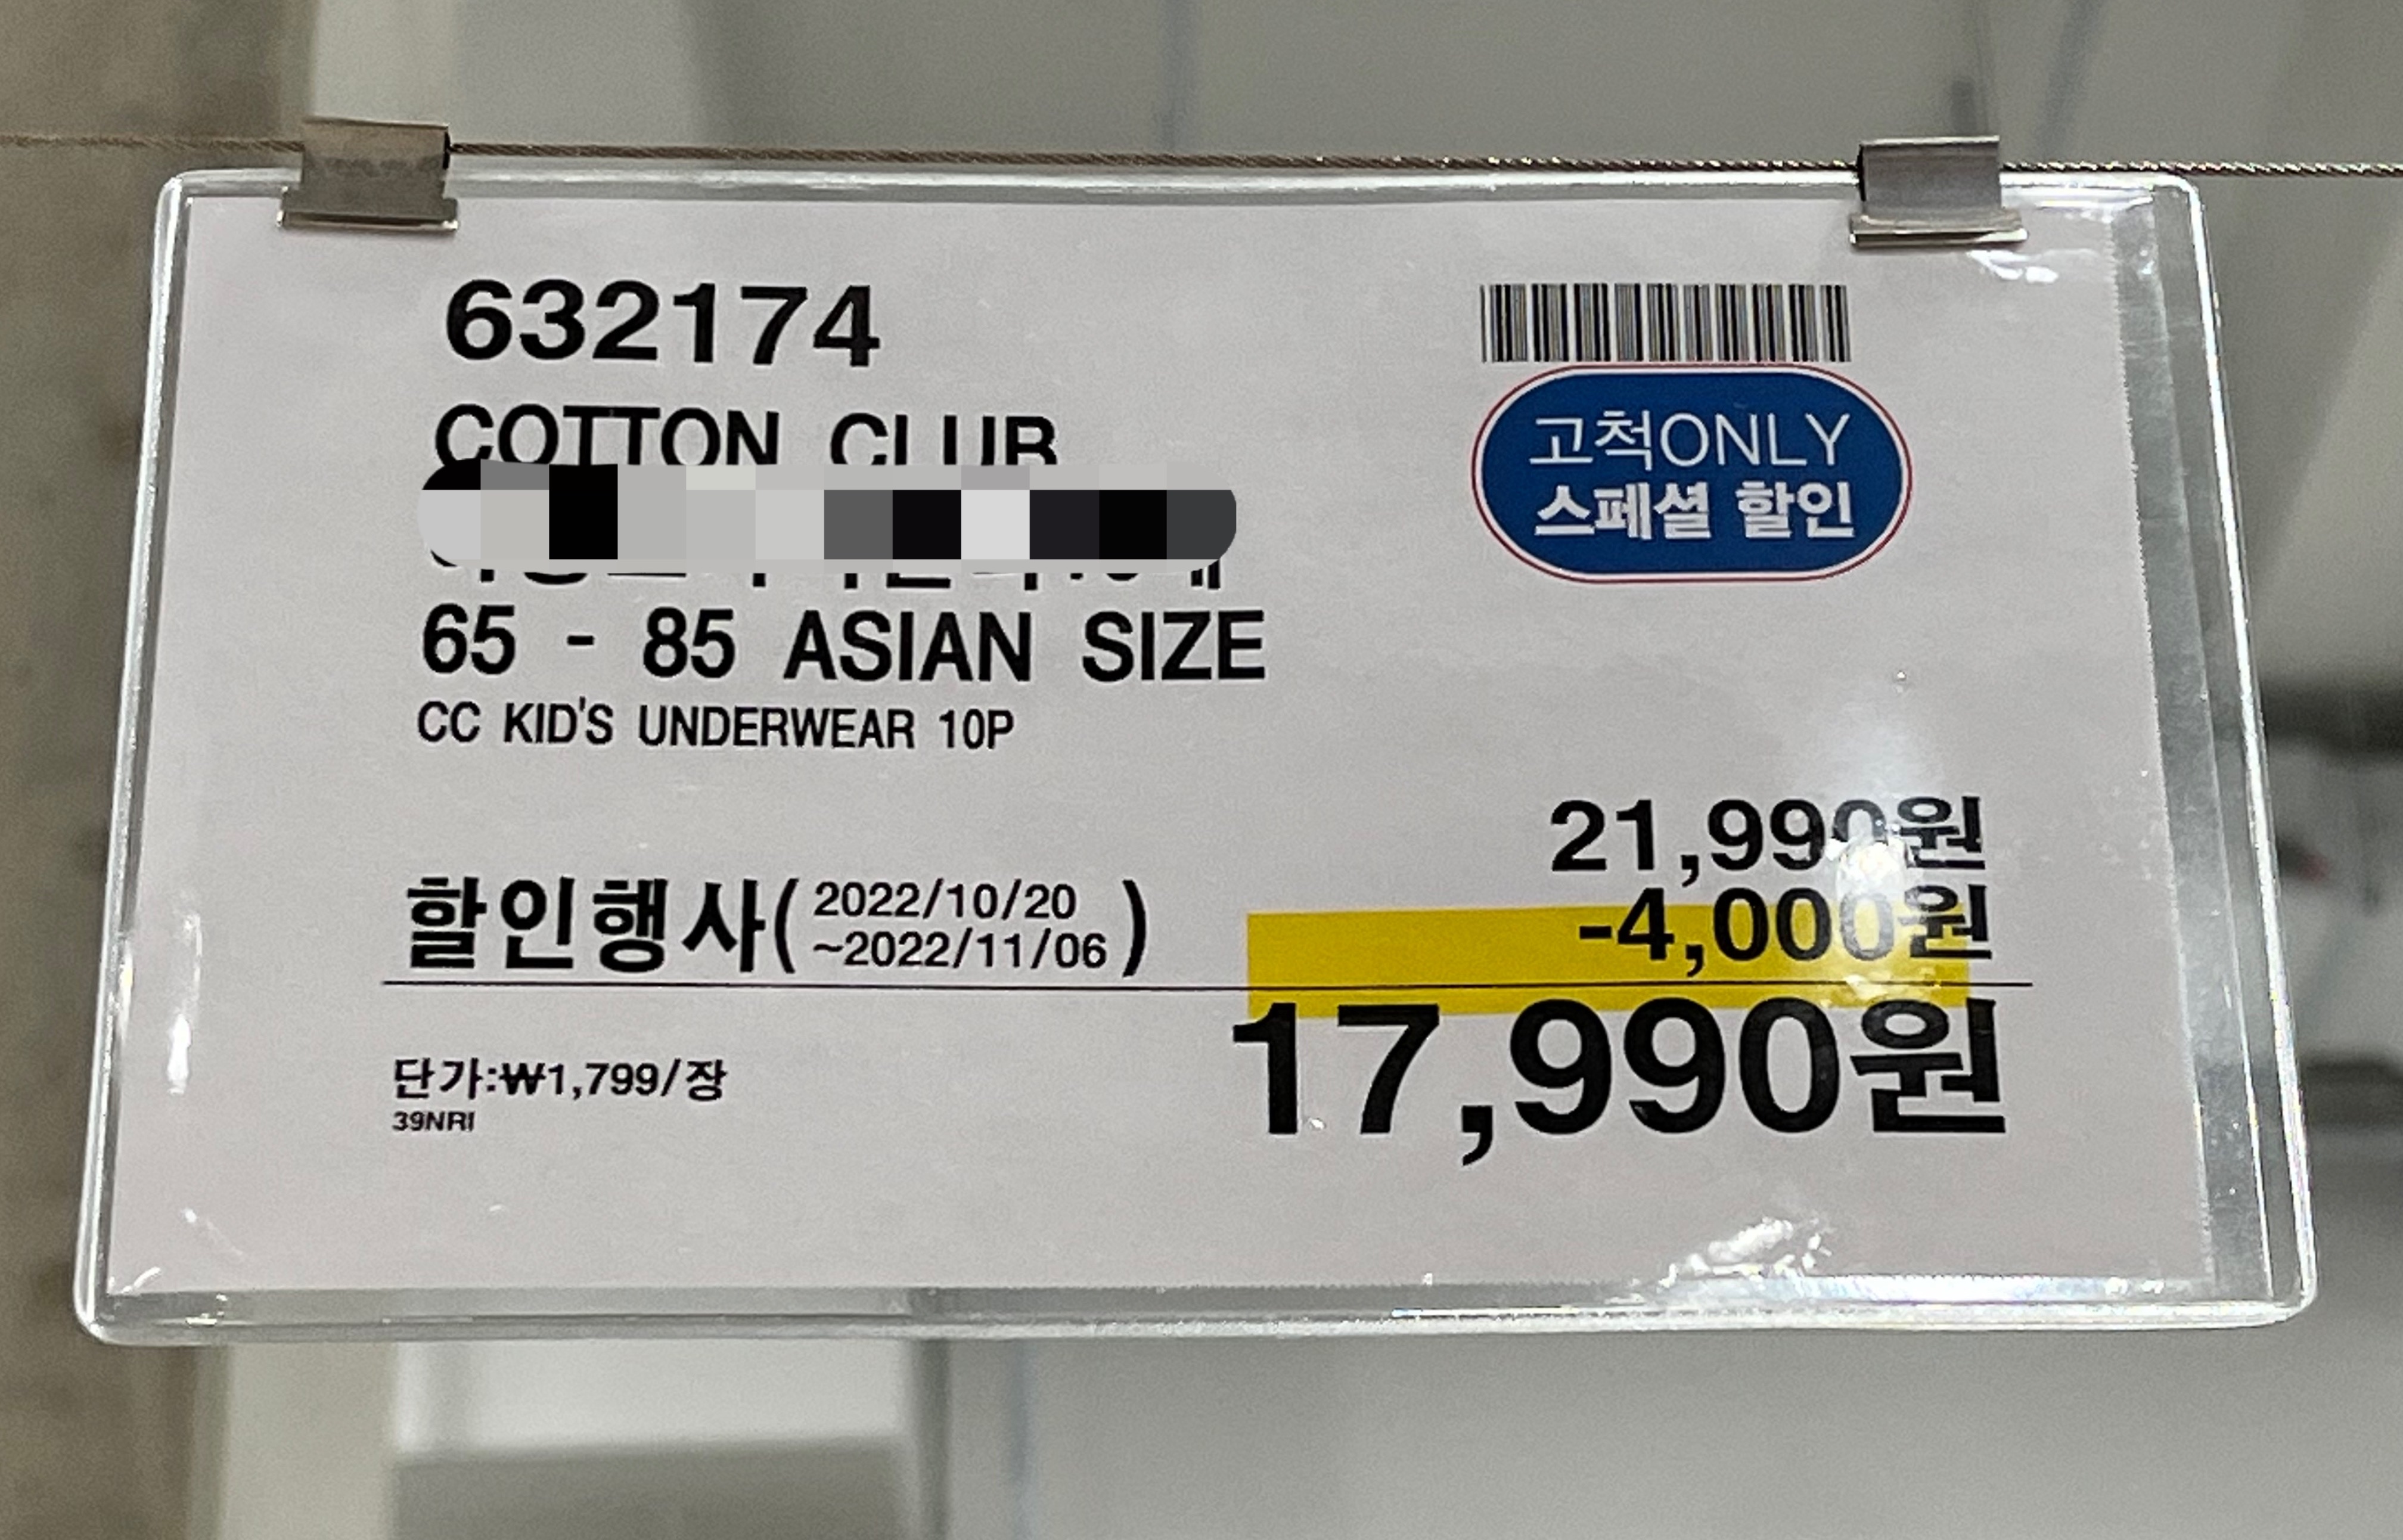 632174
COTTON CLUB
고척ONLY
스페셜 할인
65 - 85 ASIAN SIZE
CC KID'S UNDERWEAR 10P
21,990원
할인행사( 2022/10/20
~2022/11/06 )
-4,000원
17,990원
단가:₩1,799/장
39NRI